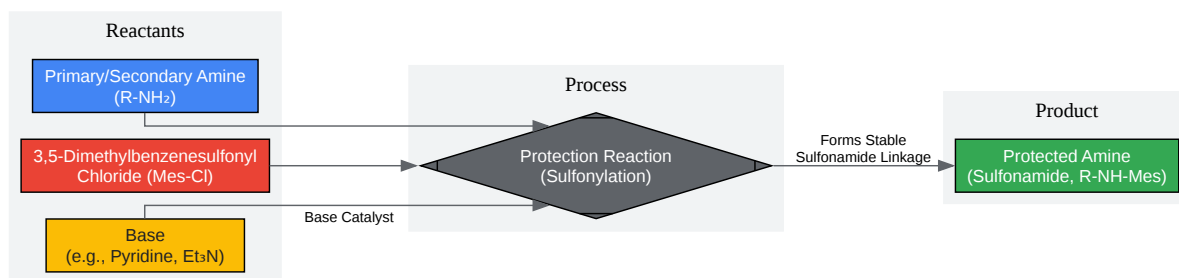 Reactants
Primary/Secondary Amine
(R-NH₂)
3,5-Dimethylbenzenesulfonyl
Chloride (Mes-Cl)
Base
(e.g., Pyridine, Et₃N)
Base Catalyst
Process
Protection Reaction
(Sulfonylation)
Forms Stable
Sulfonamide Linkage
Product
Protected Amine
(Sulfonamide, R-NH-Mes)